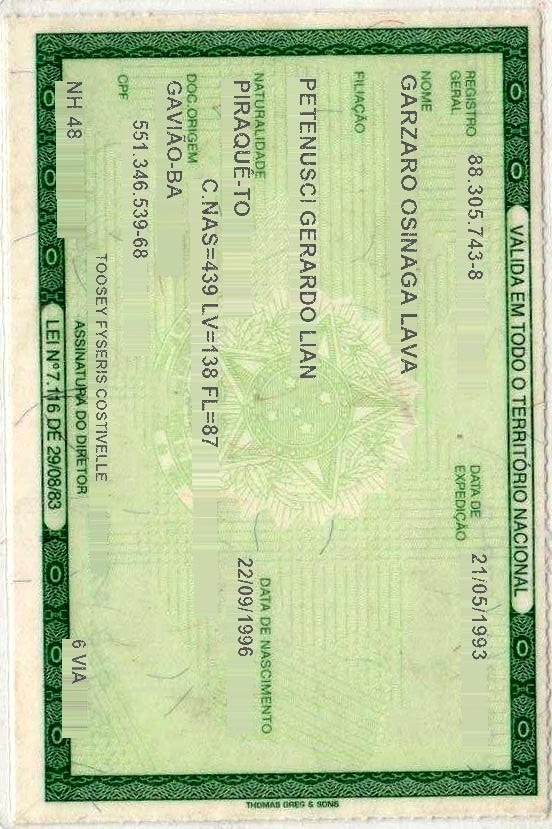 VÁLIDA EM TODO O TERRITÓRIO NACIONAL
REGISTRO GERAL 88.305.743-8 DATA DE EXPEDIÇÃO 21/05/1993
NOME
GARZARO OSINAGA LAVA
FILIAÇÃO
PETENUSCI GERARDO LIAN
NATURALIDADE DATA DE NASCIMENTO
PIRAQUÊ-TO 22/09/1996
C.NAS=439 LV=138 FL=87
DOC.ORIGEM
GAVIÃO-BA
551.346.539-68
CPF
TOOSEY FYSERIS COSTIVELLE
NH 48 ASSINATURA DO DIRETOR 6 VIA
LEI Nº 7.116 DE 29/08/83
THOMAS GREG & SONS